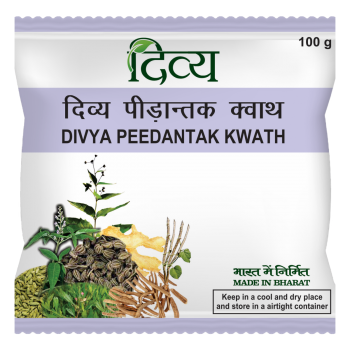 दिव्य
100 g
दिव्य पीड़ान्तक क्वाथ
DIVYA PEEDANTAK KWATH
भारत में निर्मित
MADE IN BHARAT
Keep in a cool and dry place
and store in a airtight container